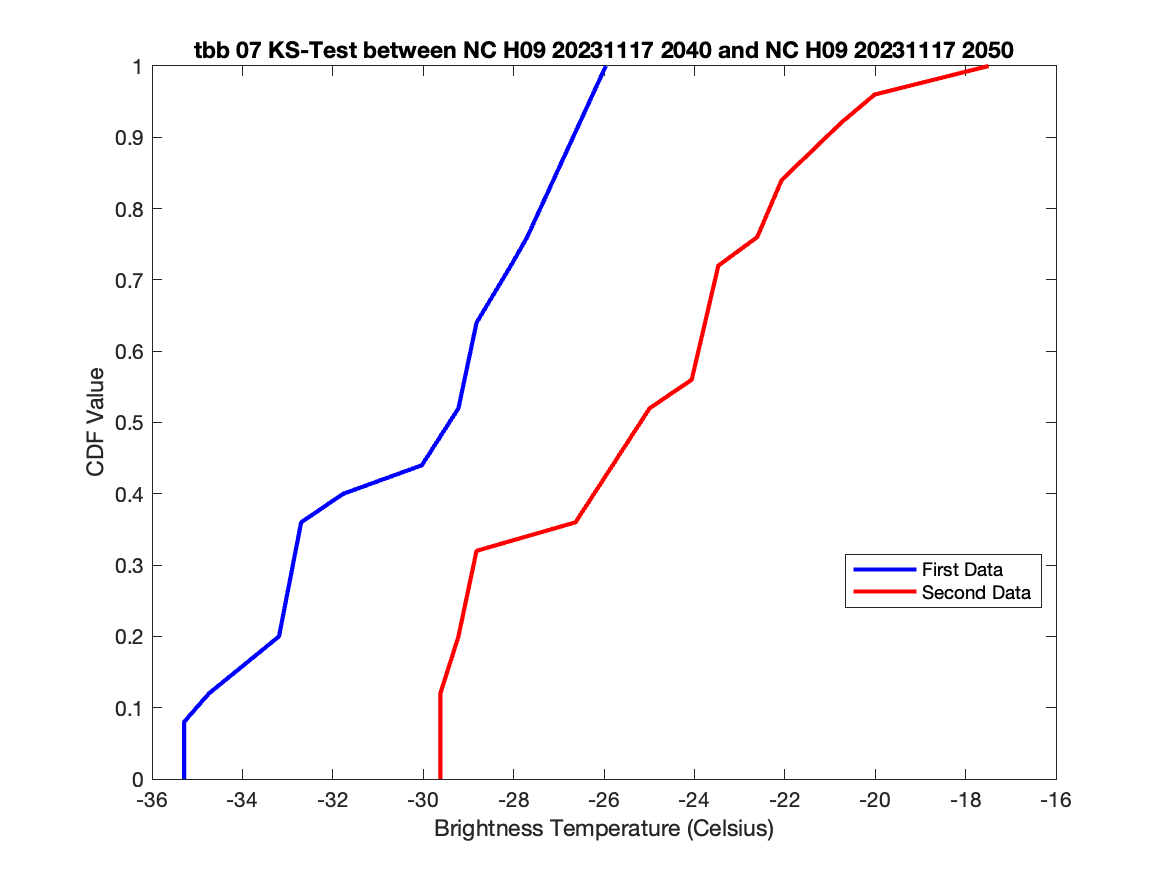 tbb 07 KS-Test between NC H09 20231117 2040 and NC H09 20231117 2050
1
0.9
0.8
0.7
0.6
0.5
0.4
0.3
0.2
0.1
0
CDF Value
First Data
Second Data
-36 -34 -32 -30 -28 -26 -24 -22 -20 -18 -16
Brightness Temperature (Celsius)